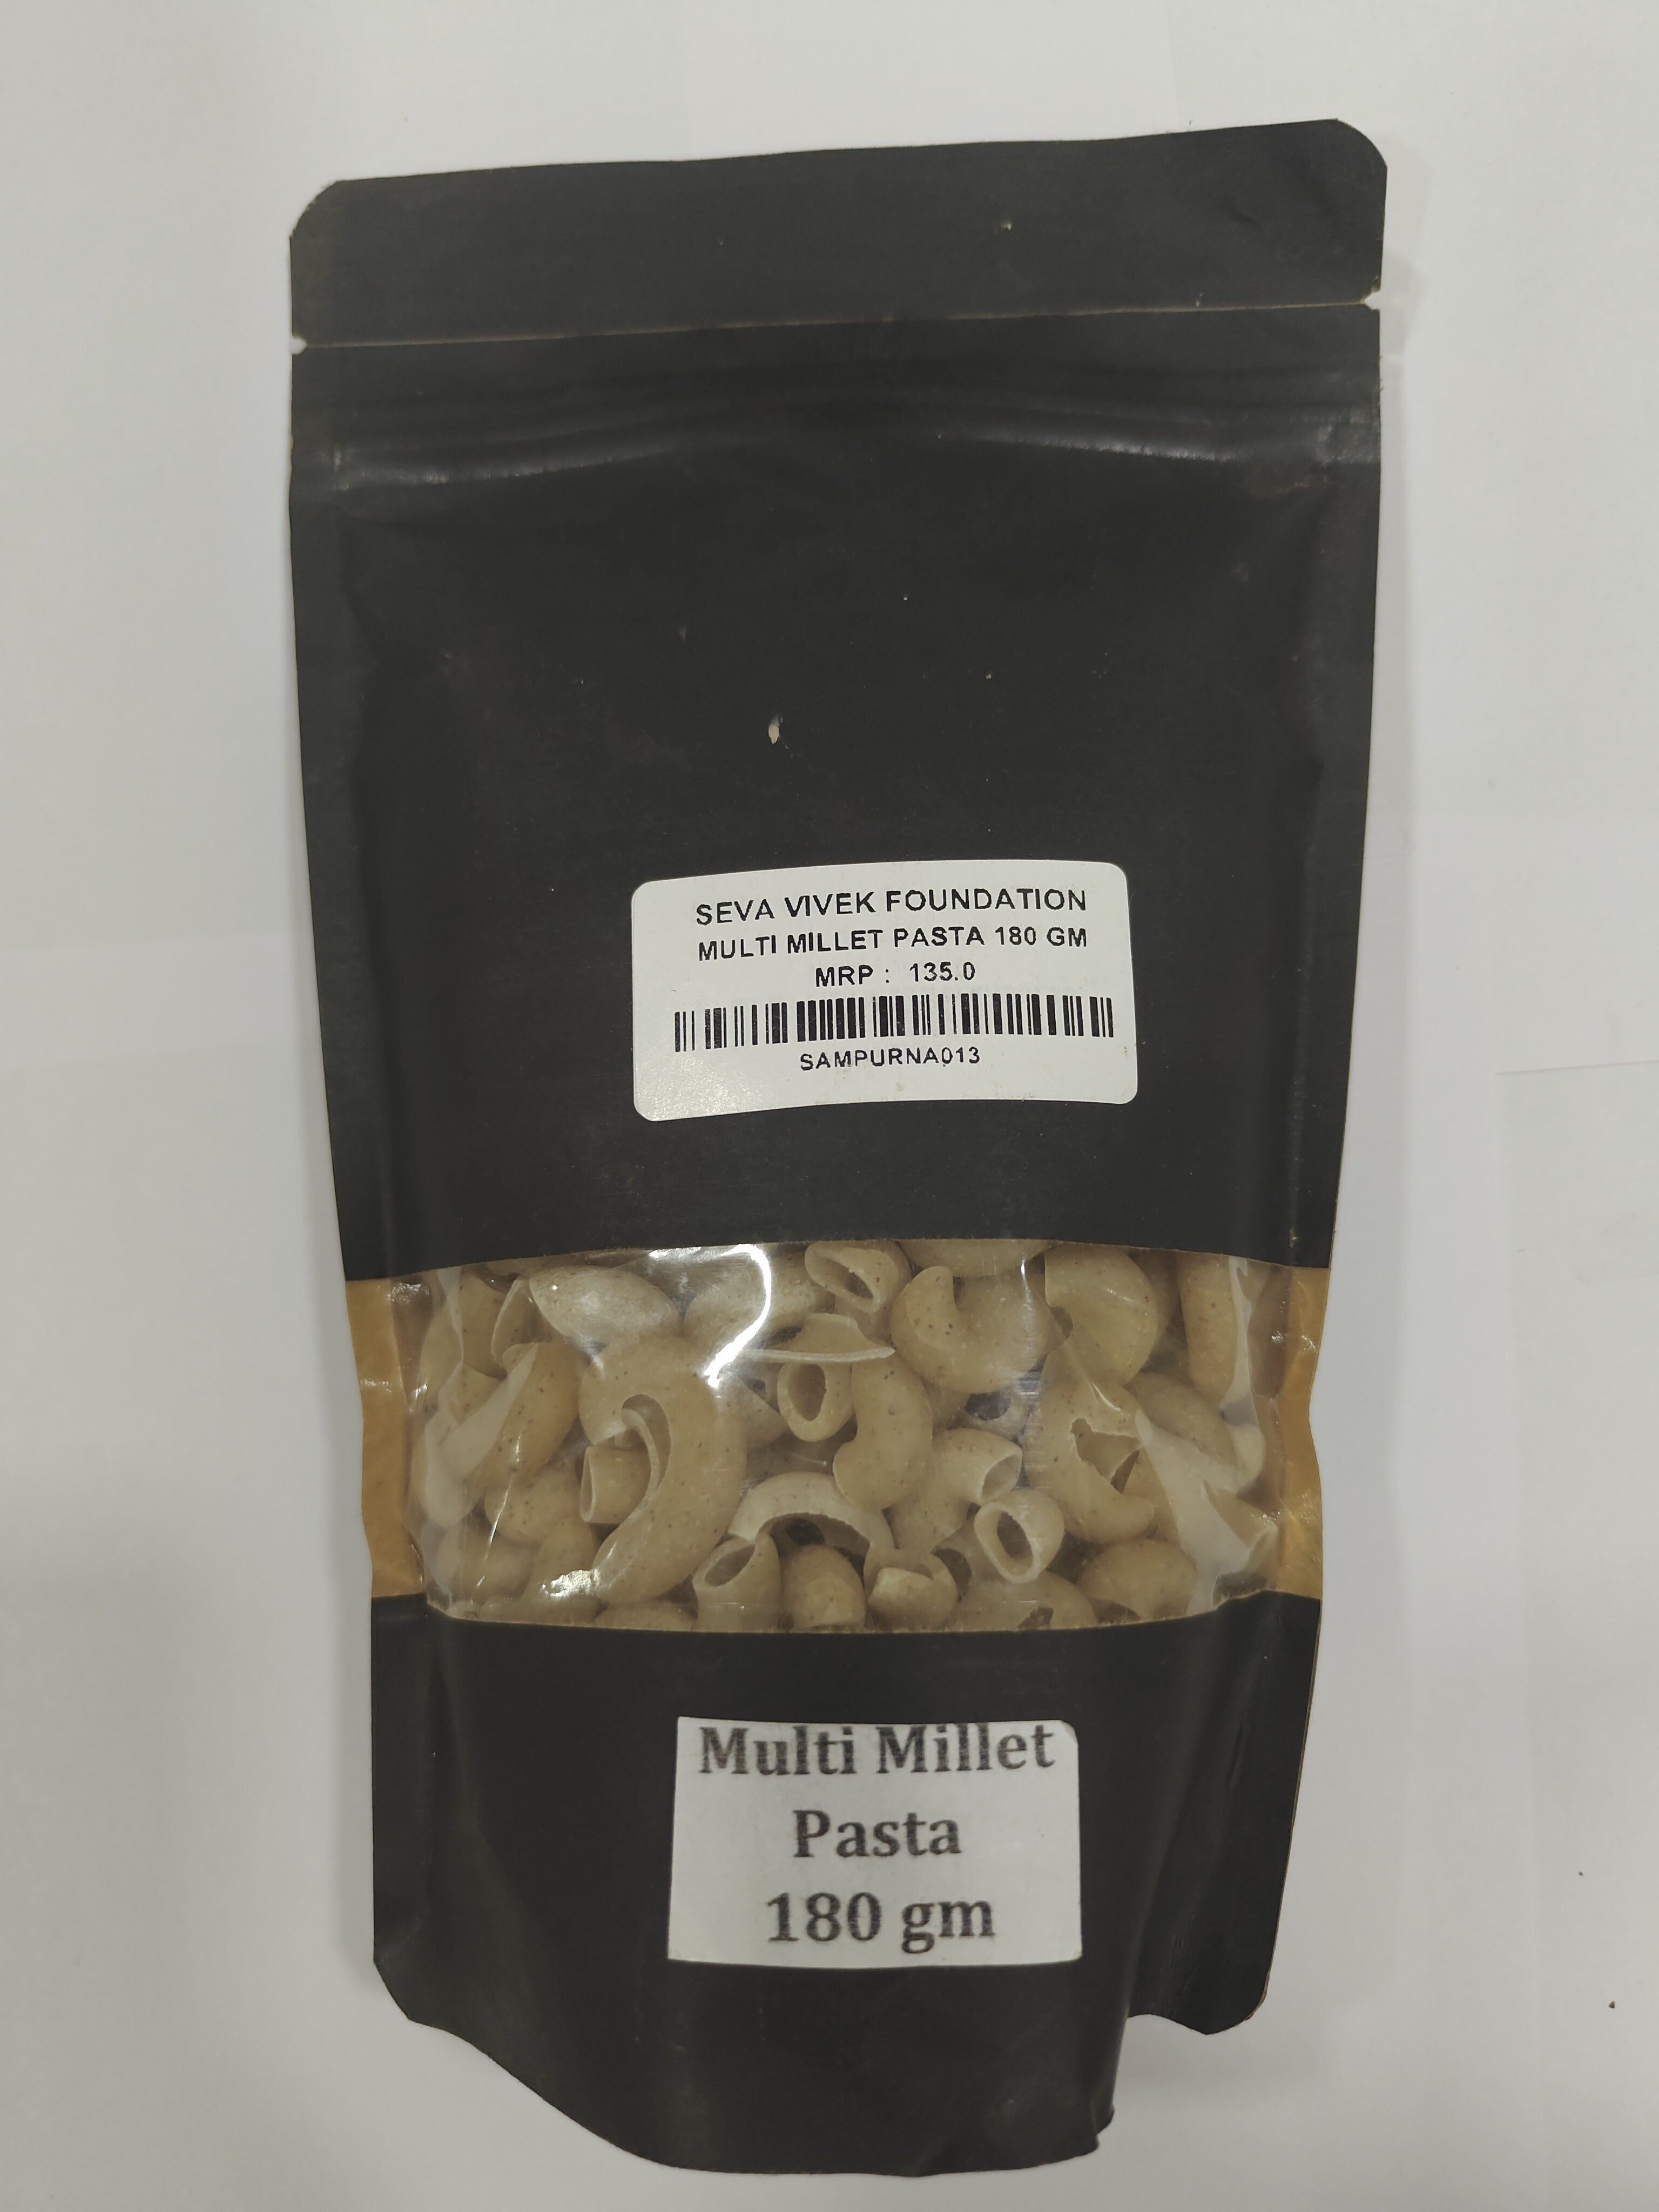 SEVA VIVEK FOUNDATION
MULTI MILLET PASTA 180 GM
MRP : 135.0
SAMPURNA013
Multi Millet
Pasta
180 gm